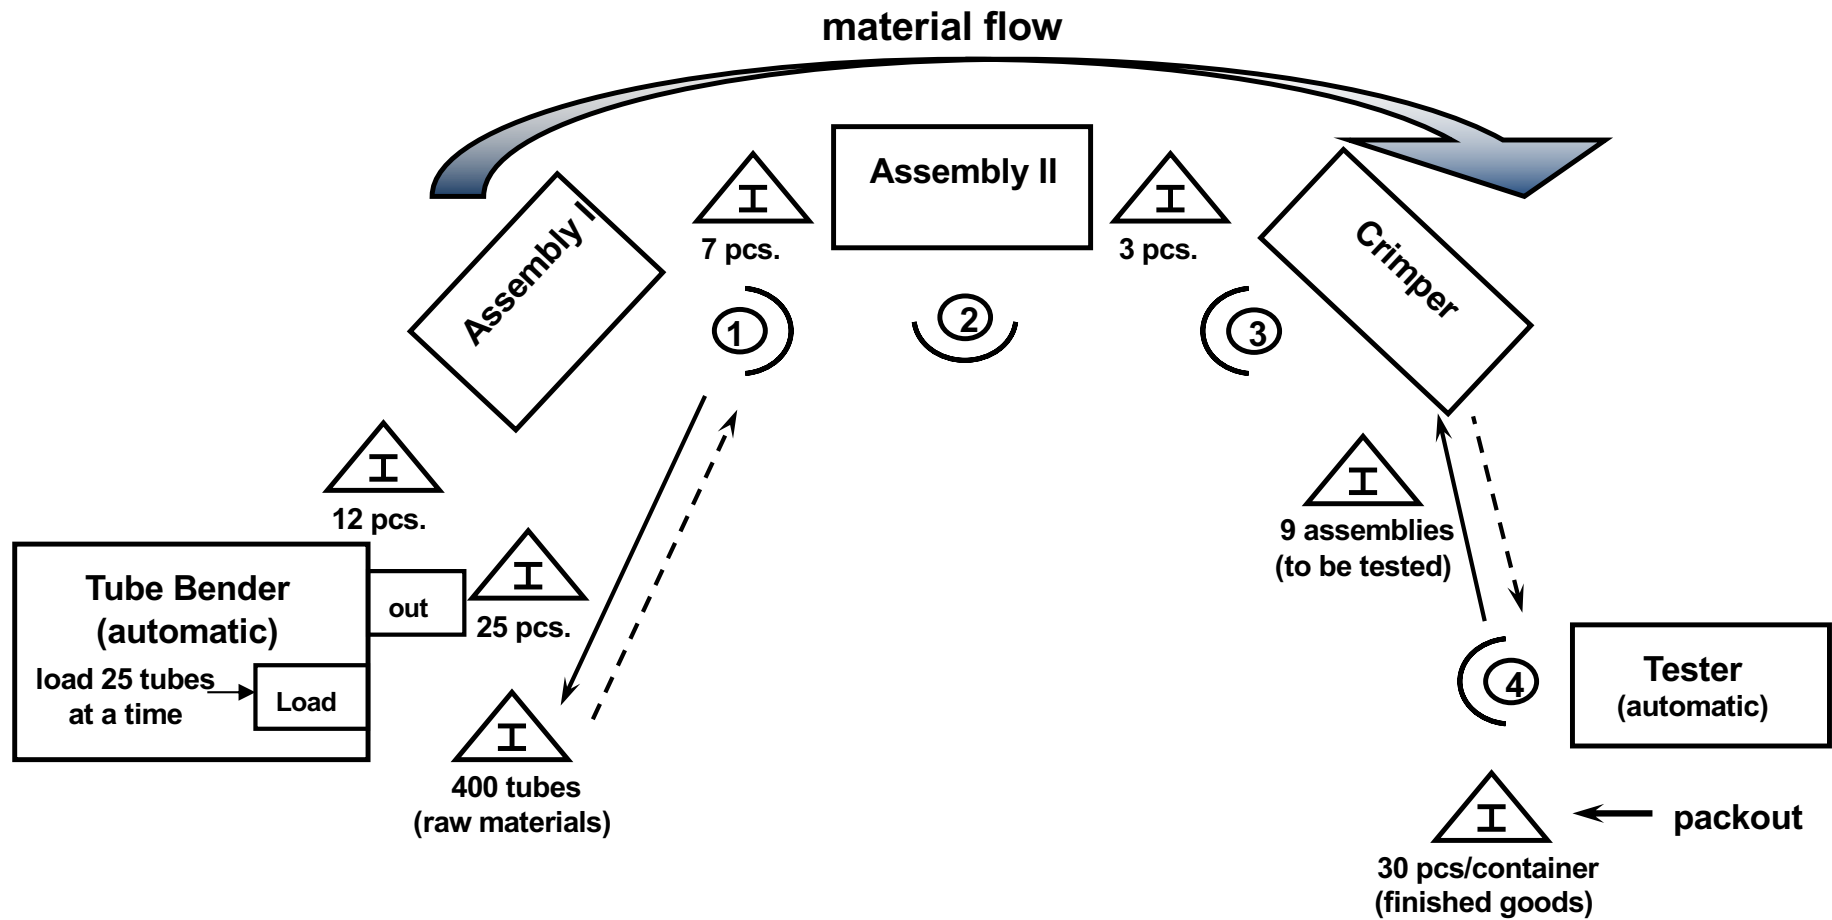 material flow
Assembly I
I
7 pcs.
Assembly II
I
3 pcs.
Crimper
1
2
3
I
12 pcs.
I
25 pcs.
Tube Bender
(automatic)
out
load 25 tubes
at a time
Load
I
400 tubes
(raw materials)
I
9 assemblies
(to be tested)
4
Tester
(automatic)
I
packout
30 pcs/container
(finished goods)